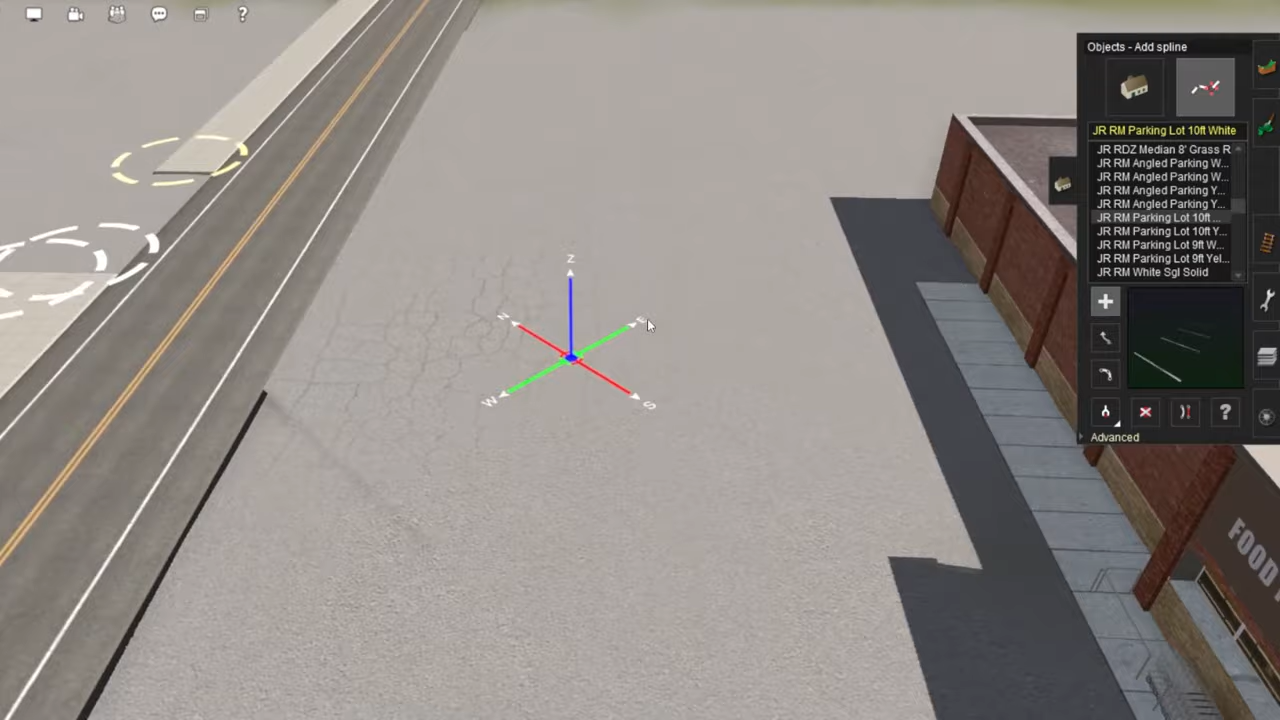 ?
Objects - Add spline
JR RM Parking Lot 10ft White
JR RDZ Median 8' Grass R
JR RM Angled Parking W...
JR RM Angled Parking W...
JR RM Angled Parking Y...
JR RM Angled Parking Y...
JR RM Parking Lot 10ft ...
JR RM Parking Lot 10ft Y...
JR RM Parking Lot 9ft W...
JR RM Parking Lot 9ft Yel...
JR RM White Sgl Solid
?
Advanced
Z
N
E
W
S
FOOD